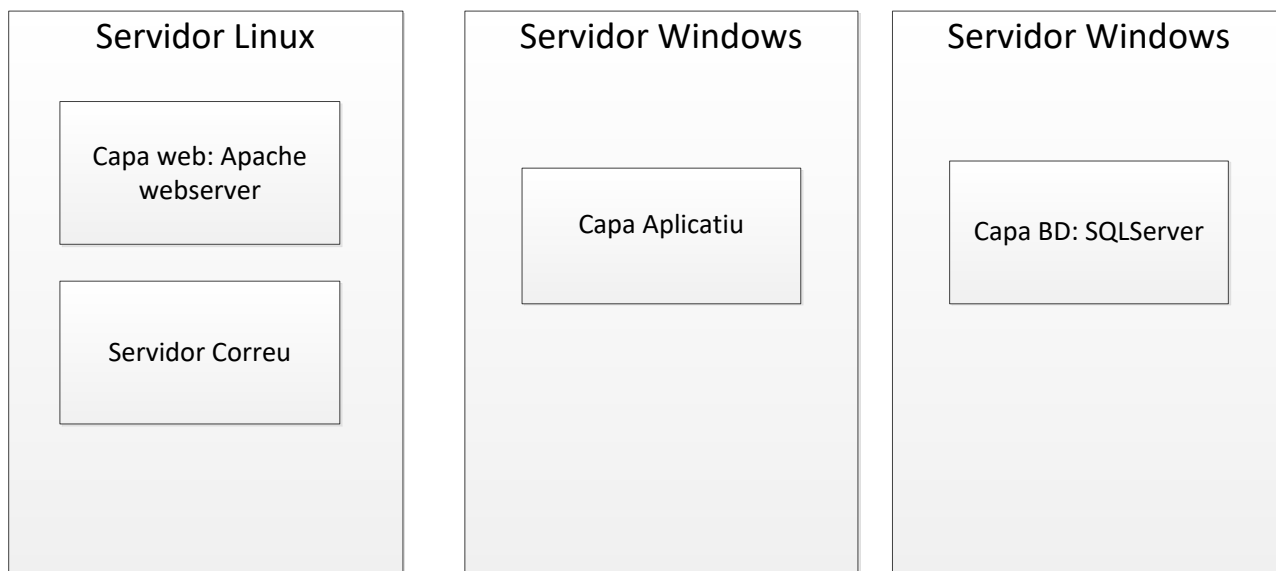 Servidor Linux
Capa web: Apache
webserver
Servidor Correu
Servidor Windows
Capa Aplicatiu
Servidor Windows
Capa BD: SQLServer